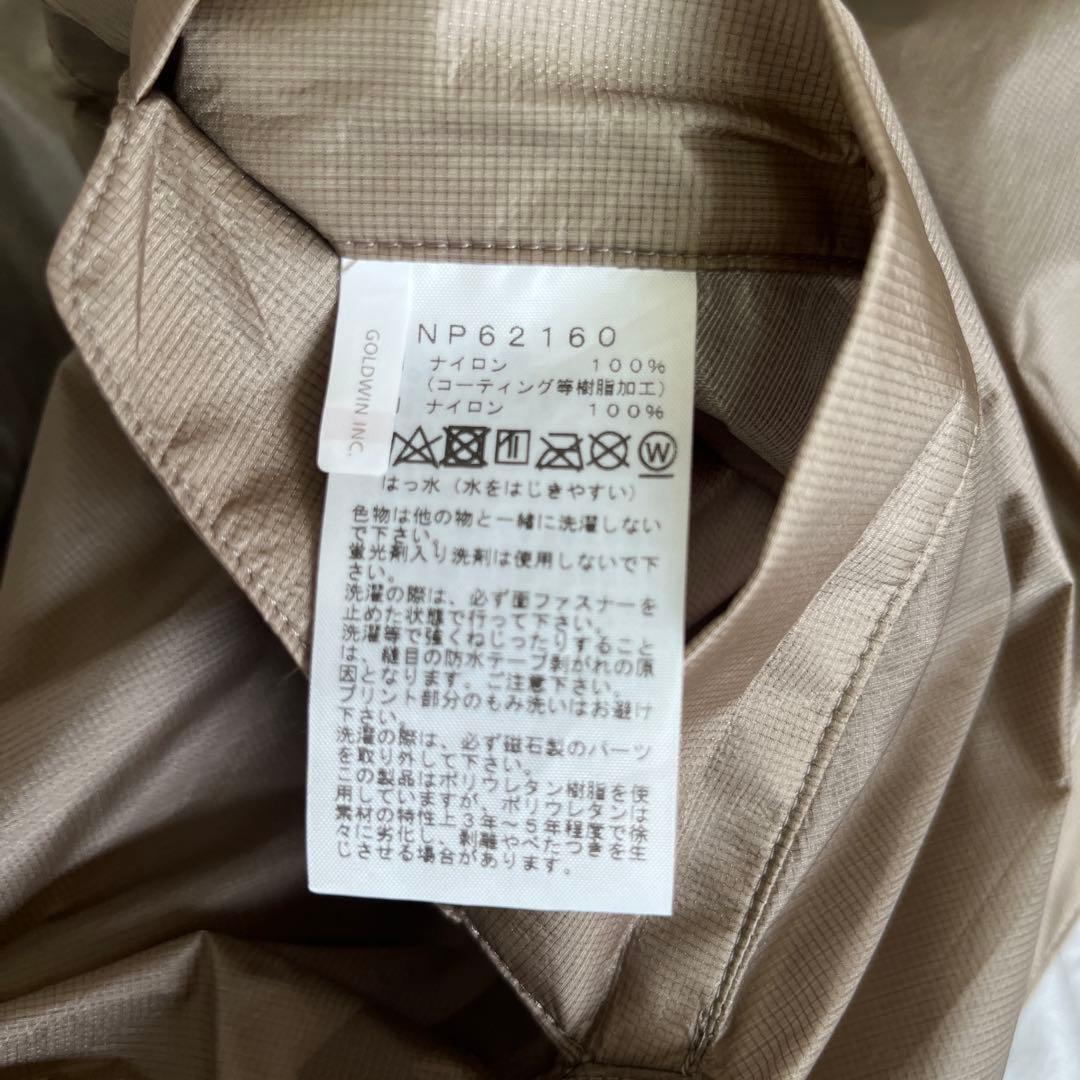 NP62160
ナイロン 100%
(コーティング等樹脂加工)
ナイロン 100%
GOLDWIN INC.
W
はっ水(水をはじきやすい)
色物は他の物と一緒に洗濯しない
で下さい。
蛍光剤入り洗剤は使用しないで下
さい。
洗濯の際は、必ず面ファスナーを
止めた状態で行って下さい。
洗濯等で強くねじったりすること
は、縫目の防水テープ剥がれの原
因となります。ご注意下さい。
プリント部分のもみ洗いはお避け
下さい。
洗濯の際は、必ず磁石製のパーツ
を取り外して下さい。
この製品はポリウレタン樹脂を使
用していますが、ポリウレタンは
素材の特性上3年~5年程度で徐
々に劣化し、剥離やべたつきを生
じさせる場合があります。